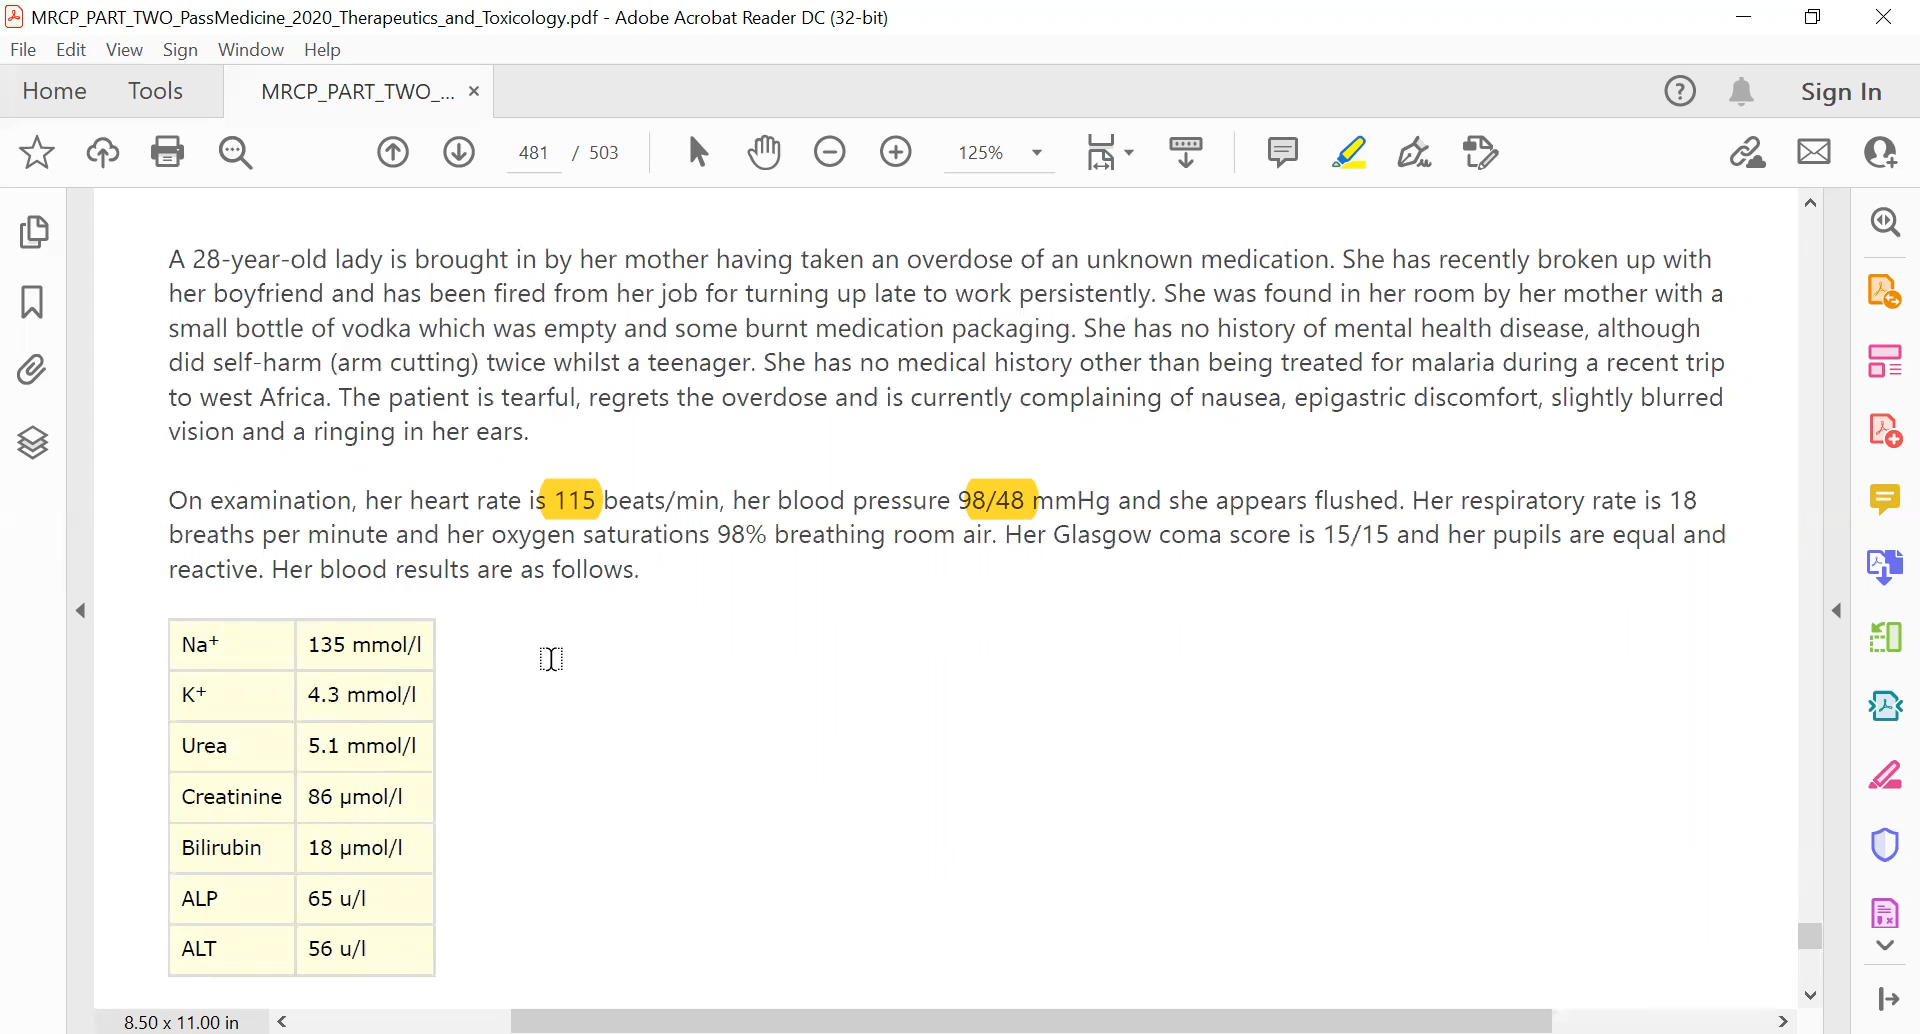 MRCP_PART_TWO_PassMedicine_2020_Therapeutics_and_Toxicology.pdf - Adobe Acrobat Reader DC (32-bit)
File Edit View Sign Window Help
Home Tools MRCP_PART_TWO_... × Sign In
481 / 503 125%
A 28-year-old lady is brought in by her mother having taken an overdose of an unknown medication. She has recently broken up with
her boyfriend and has been fired from her job for turning up late to work persistently. She was found in her room by her mother with a
small bottle of vodka which was empty and some burnt medication packaging. She has no history of mental health disease, although
did self-harm (arm cutting) twice whilst a teenager. She has no medical history other than being treated for malaria during a recent trip
to west Africa. The patient is tearful, regrets the overdose and is currently complaining of nausea, epigastric discomfort, slightly blurred
vision and a ringing in her ears.
On examination, her heart rate is 115 beats/min, her blood pressure 98/48 mmHg and she appears flushed. Her respiratory rate is 18
breaths per minute and her oxygen saturations 98% breathing room air. Her Glasgow coma score is 15/15 and her pupils are equal and
reactive. Her blood results are as follows.
Na⁺ 135 mmol/l
K⁺ 4.3 mmol/l
Urea 5.1 mmol/l
Creatinine 86 µmol/l
Bilirubin 18 µmol/l
ALP 65 u/l
ALT 56 u/l
8.50 x 11.00 in